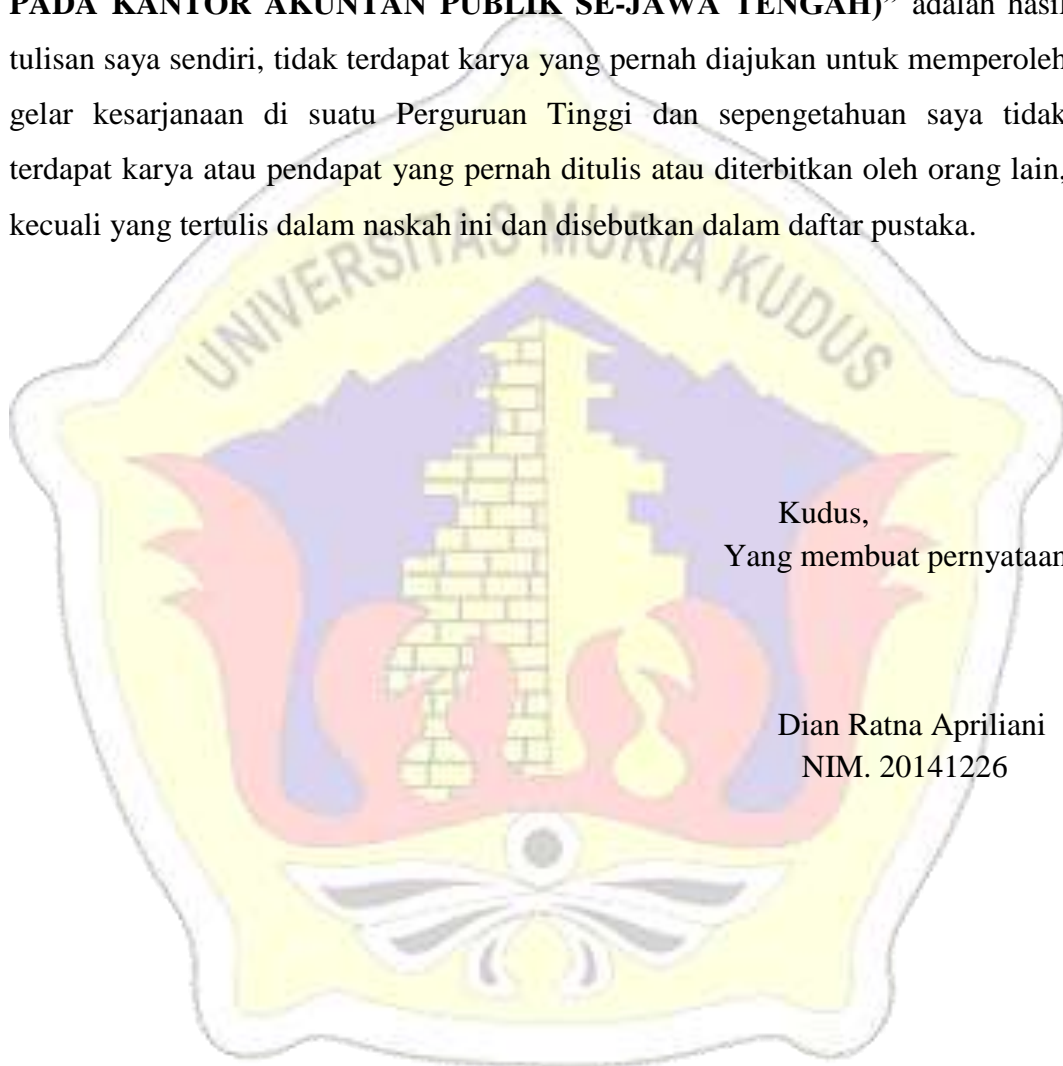 PADA KANTOR AKUNTAN PUBLIK SE-JAWA TENGAH)” adalah hasil
tulisan saya sendiri, tidak terdapat karya yang pernah diajukan untuk memperoleh
gelar kesarjanaan di suatu Perguruan Tinggi dan sepengetahuan saya tidak
terdapat karya atau pendapat yang pernah ditulis atau diterbitkan oleh orang lain,
kecuali yang tertulis dalam naskah ini dan disebutkan dalam daftar pustaka.
UNIVERSITAS MURIA KUDUS
Kudus,
Yang membuat pernyataan
Dian Ratna Apriliani
NIM. 20141226